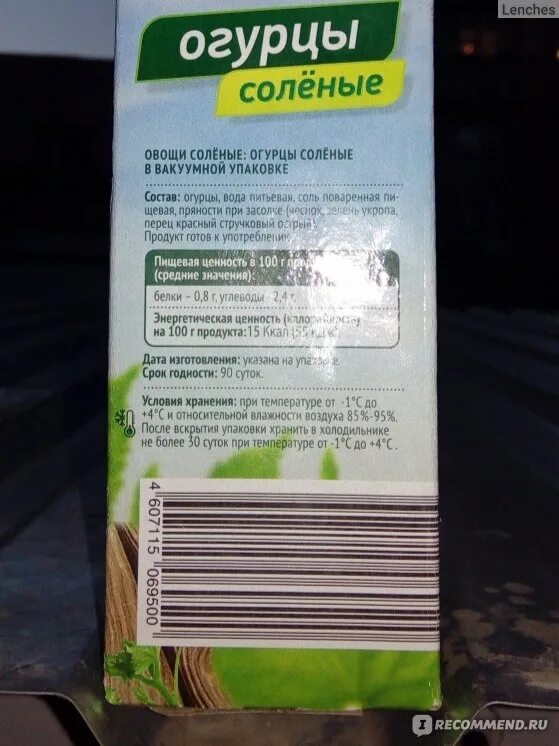 Lenches
огурцы
солёные
ОВОЩИ СОЛЁНЫЕ: ОГУРЦЫ СОЛЁНЫЕ
В ВАКУУМНОЙ УПАКОВКЕ
Состав: огурцы, вода питьевая, соль поваренная пи-
щевая, пряности при засолке (чеснок, зелень укропа,
перец красный стручковый острый).
Продукт готов к употреблению.
Пищевая ценность в 100 г
(средние значения):
белки – 0,8 г, углеводы - 2,4 г.
Энергетическая ценность (калорийность)
на 100 г продукта: 15 Ккал
Дата изготовления: указана на упаковке.
Срок годности: 90 суток.
Условия хранения: при температуре от -1°С до
+4°С и относительной влажности воздуха 85%-95%.
После вскрытия упаковки хранить в холодильнике
не более 30 суток при температуре от -1°С до +4°С .
4 607115 069500
I RECOMMEND.RU